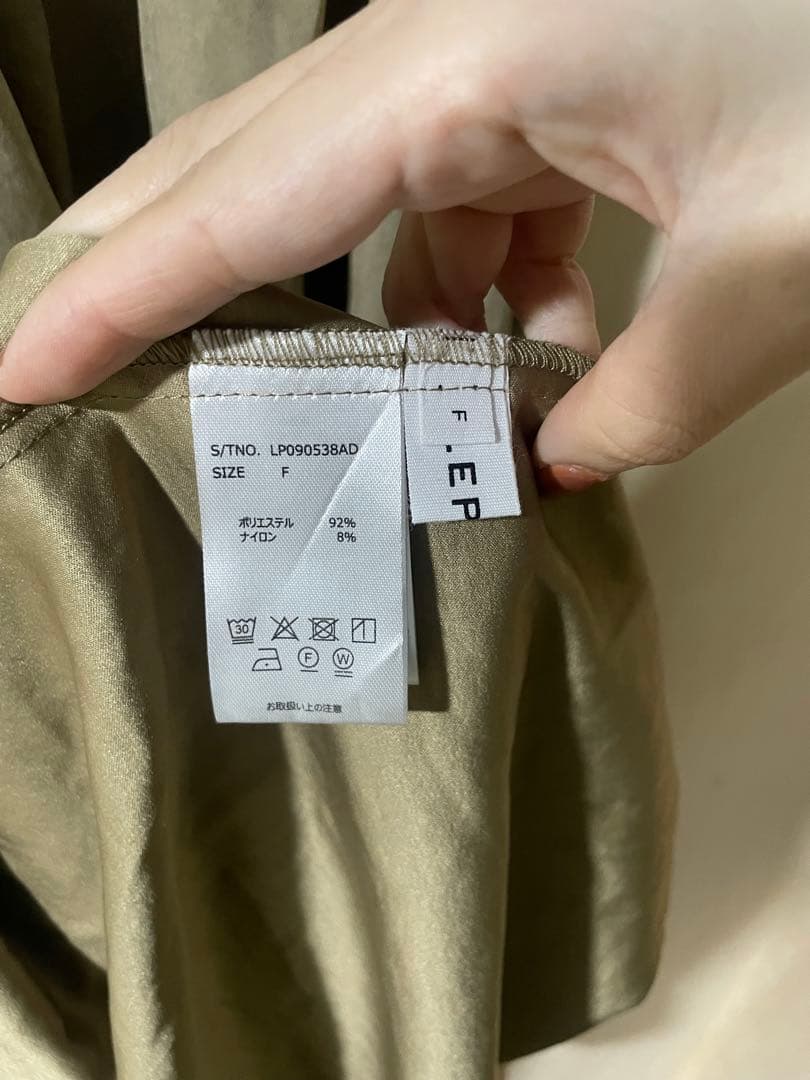 S/TNO. LP090538AD
SIZE F
ポリエステル 92%
ナイロン 8%
30
F W
お取扱い上の注意
F
.EP